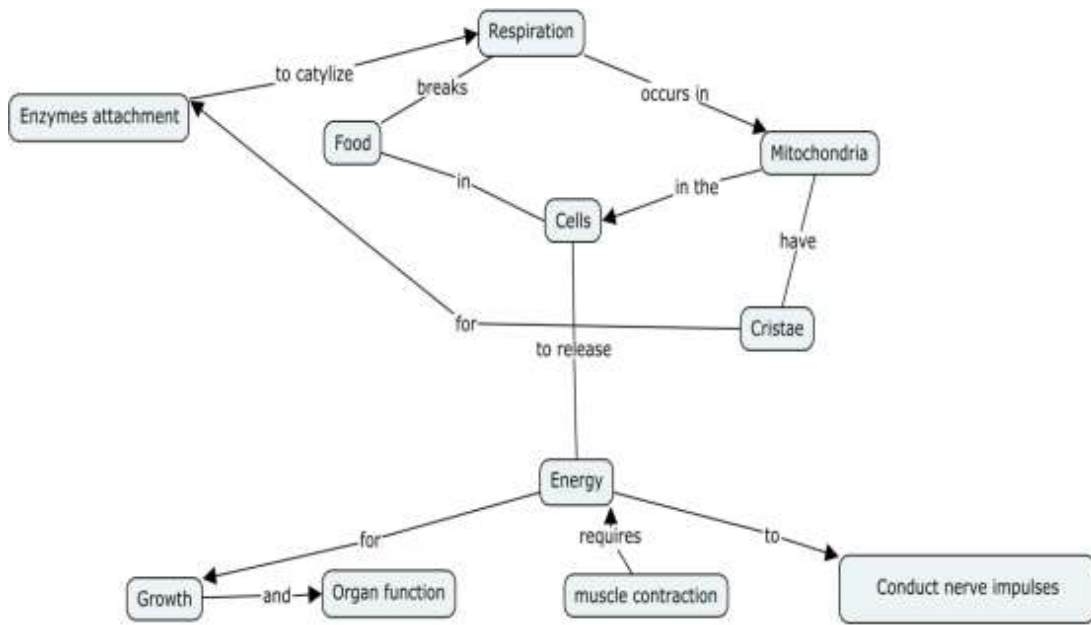 Respiration
to catylize
breaks
occurs in
Enzymes attachment
Food
Mitochondria
in
in the
Cells
have
for
Cristae
to release
Energy
for
requires
to
Growth
and
Organ function
muscle contraction
Conduct nerve impulses